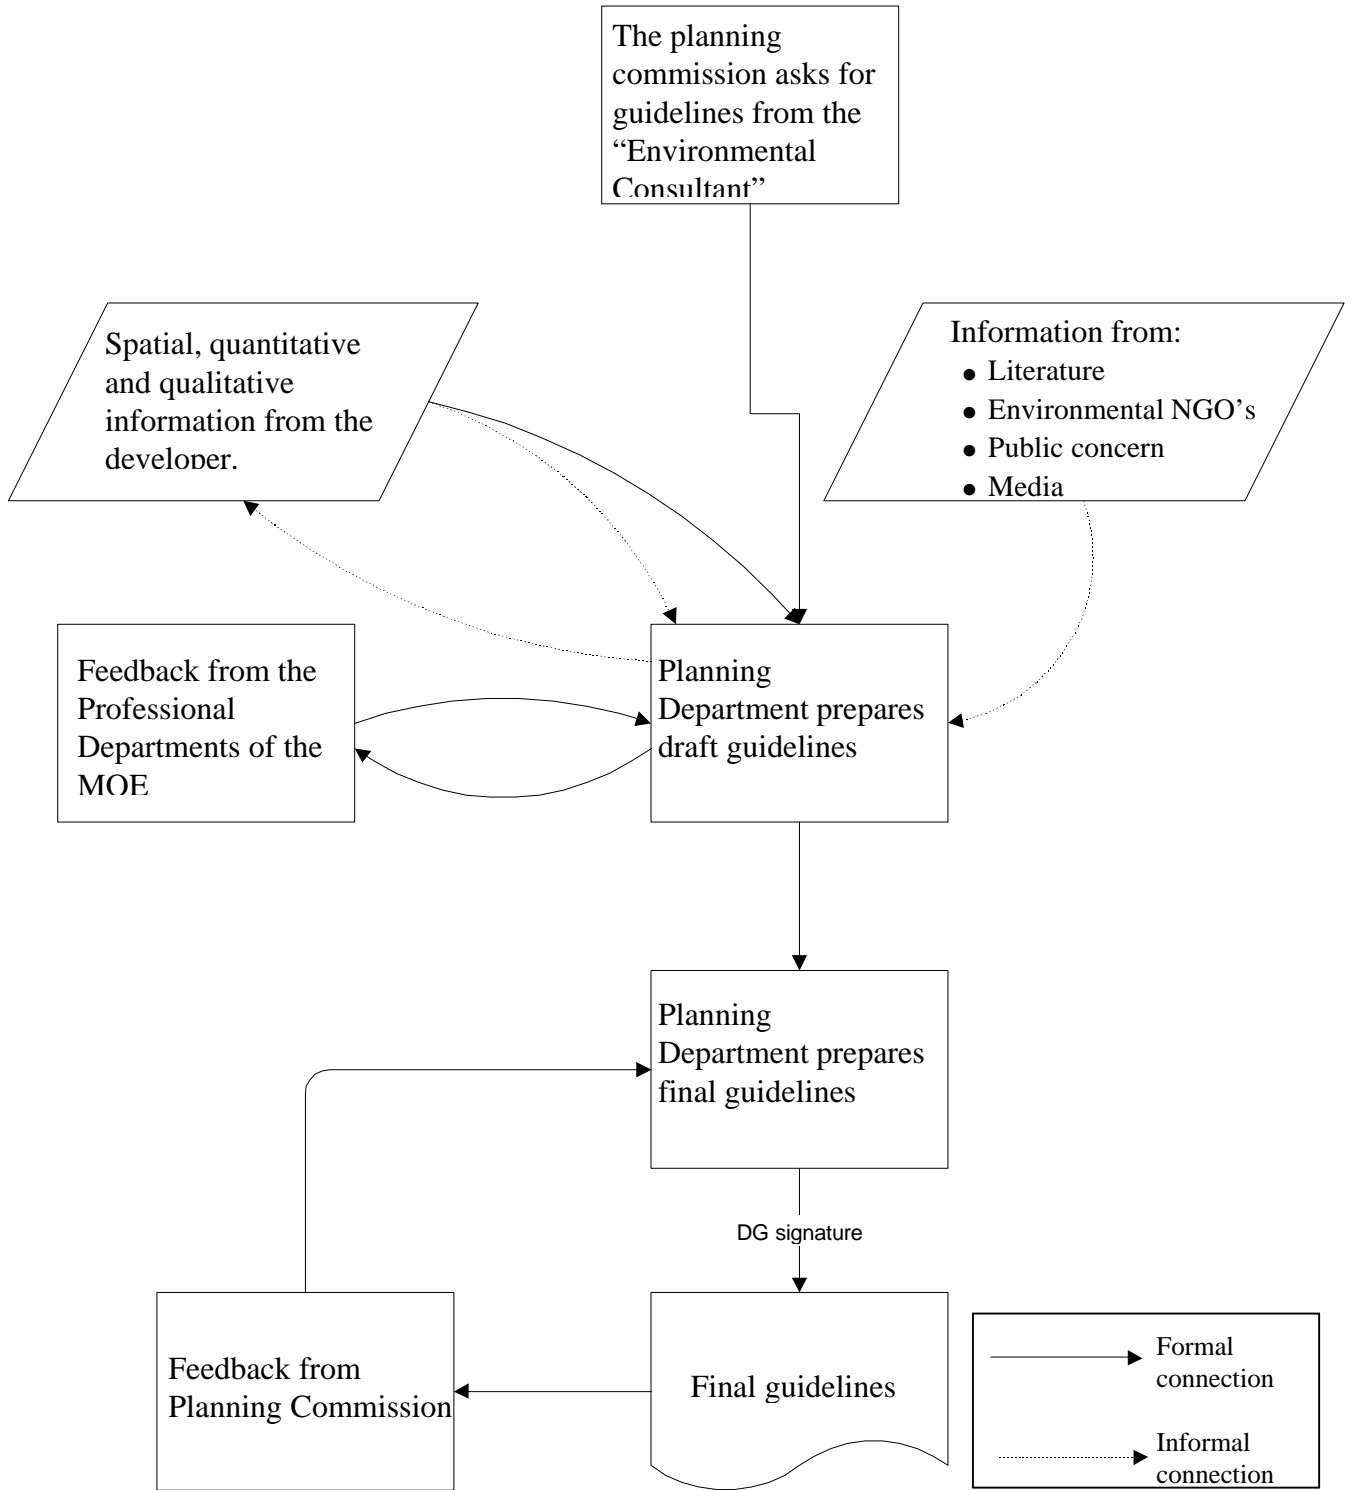 The planning
commission asks for
guidelines from the
“Environmental
Consultant”
Spatial, quantitative
and qualitative
information from the
developer.
Information from:
● Literature
● Environmental NGO’s
● Public concern
● Media
Feedback from the
Professional
Departments of the
MOE
Planning
Department prepares
draft guidelines
Planning
Department prepares
final guidelines
DG signature
Feedback from
Planning Commission
Final guidelines
Formal
connection
Informal
connection